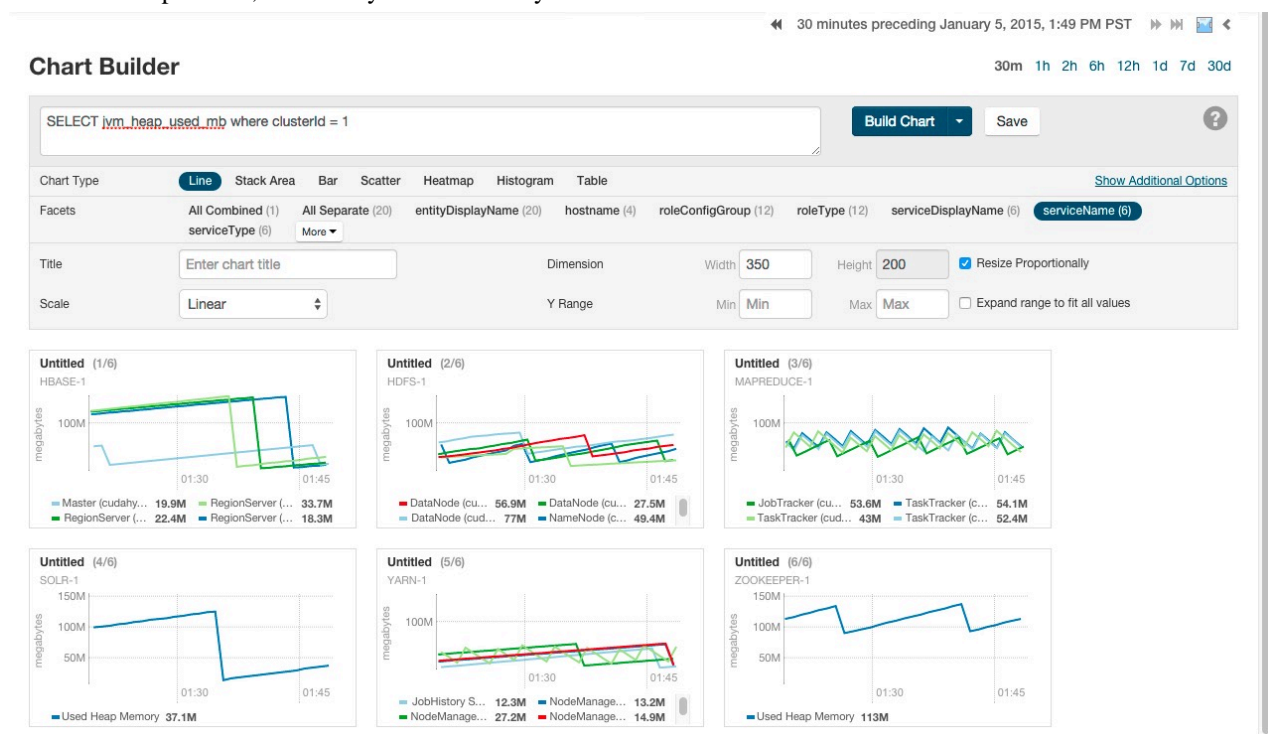 30 minutes preceding January 5, 2015, 1:49 PM PST
Chart Builder
30m 1h 2h 6h 12h 1d 7d 30d
SELECT jvm_heap_used_mb where clusterId = 1
Build Chart Save ?
Chart Type Line Stack Area Bar Scatter Heatmap Histogram Table Show Additional Options
Facets All Combined (1) All Separate (20) entityDisplayName (20) hostname (4) roleConfigGroup (12) roleType (12) serviceDisplayName (6) serviceName (6)
serviceType (6) More
Title Enter chart title Dimension Width 350 Height 200 Resize Proportionally
Scale Linear Y Range Min Min Max Max Expand range to fit all values
Untitled (1/6)
HBASE-1
megabytes
100M
01:30 01:45
Master (cudahy... 19.9M RegionServer (... 33.7M
RegionServer (... 22.4M RegionServer (... 18.3M
Untitled (2/6)
HDFS-1
megabytes
100M
01:30 01:45
DataNode (cu... 56.9M DataNode (cu... 27.5M
DataNode (cud... 77M NameNode (c... 49.4M
Untitled (3/6)
MAPREDUCE-1
megabytes
100M
01:30 01:45
JobTracker (cud... 53.6M TaskTracker (c... 54.1M
TaskTracker (cud... 43M TaskTracker (c... 52.4M
Untitled (4/6)
SOLR-1
megabytes
150M
100M
50M
01:30 01:45
Used Heap Memory 37.1M
Untitled (5/6)
YARN-1
megabytes
100M
01:30 01:45
JobHistory S... 12.3M NodeManage... 13.2M
NodeManage... 27.2M NodeManage... 14.9M
Untitled (6/6)
ZOOKEEPER-1
megabytes
150M
100M
50M
01:30 01:45
Used Heap Memory 113M